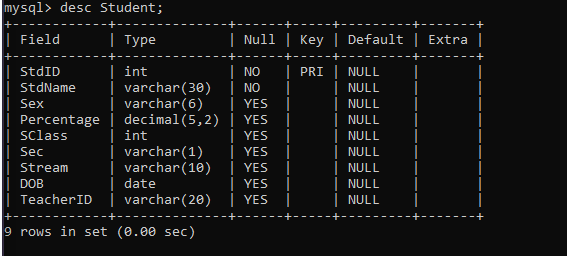 mysql> desc Student;
+------------+--------------+------+-----+---------+-------+
| Field      | Type         | Null | Key | Default | Extra |
+------------+--------------+------+-----+---------+-------+
| StdID      | int          | NO   | PRI | NULL    |       |
| StdName    | varchar(30)  | NO   |     | NULL    |       |
| Sex        | varchar(6)   | YES  |     | NULL    |       |
| Percentage | decimal(5,2) | YES  |     | NULL    |       |
| SClass     | int          | YES  |     | NULL    |       |
| Sec        | varchar(1)   | YES  |     | NULL    |       |
| Stream     | varchar(10)  | YES  |     | NULL    |       |
| DOB        | date         | YES  |     | NULL    |       |
| TeacherID  | varchar(20)  | YES  |     | NULL    |       |
+------------+--------------+------+-----+---------+-------+
9 rows in set (0.00 sec)